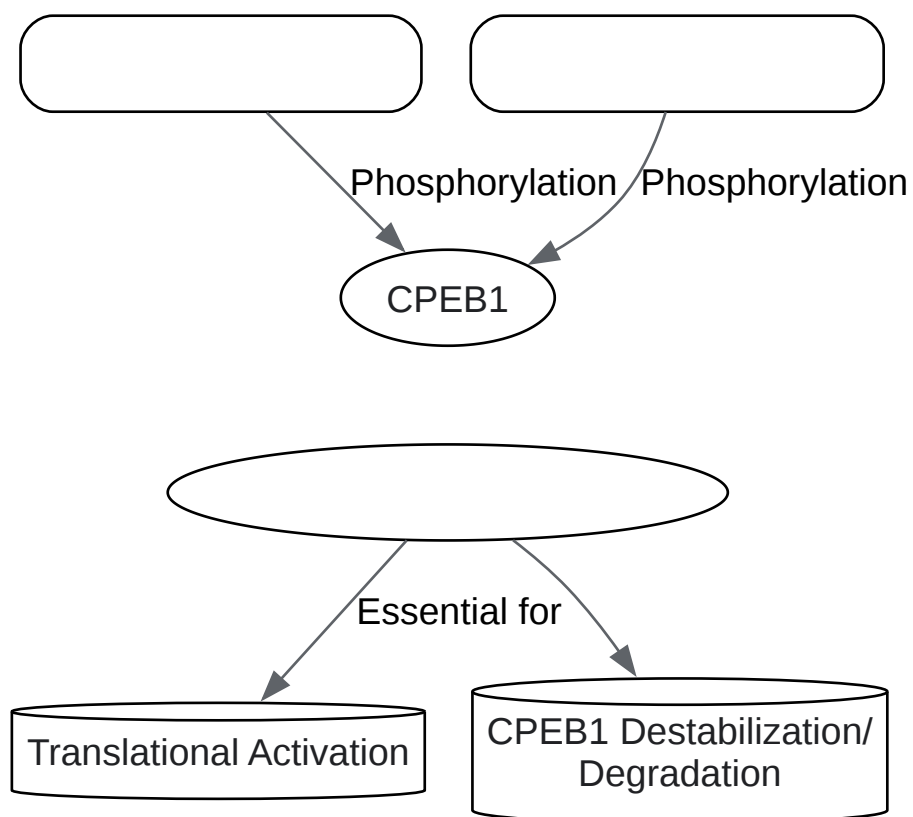 Phosphorylation
Phosphorylation
CPEB1
Essential for
Translational Activation
CPEB1 Destabilization/
Degradation